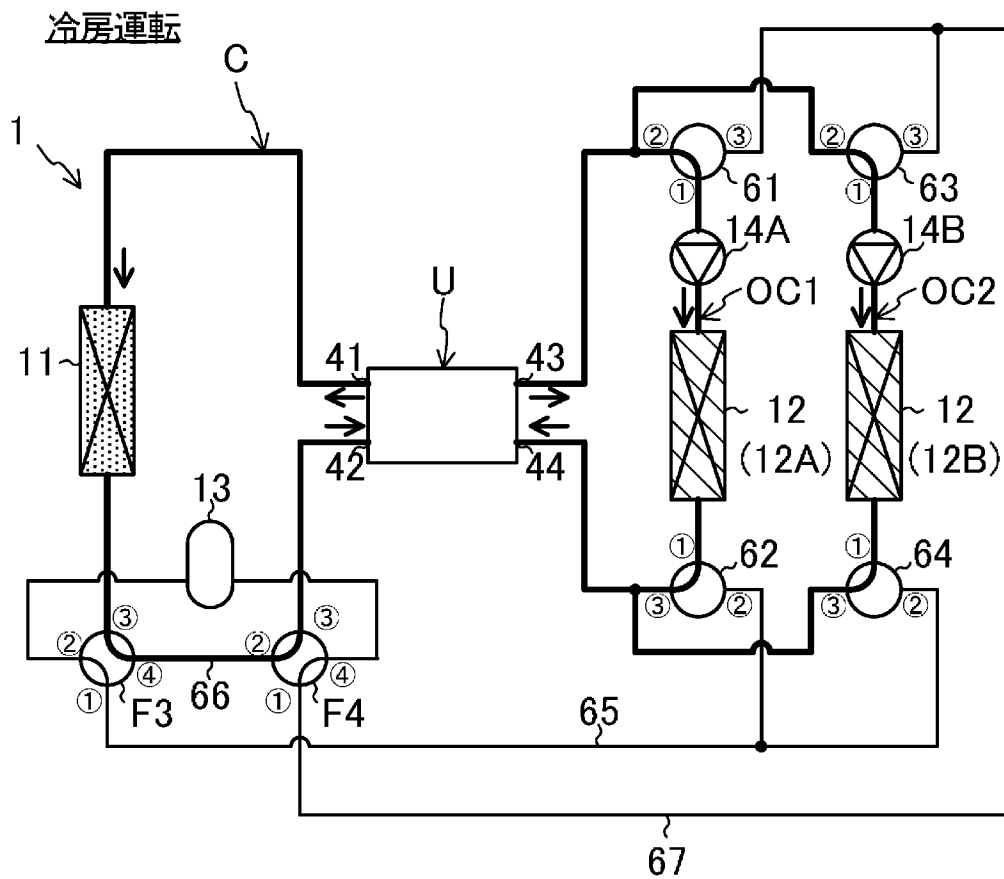 冷房運転
C
1
② ③ ② ③
① 61 ① 63
14A 14B
U OC1 OC2
11 41 43
12 12
(12A) (12B)
42 44
13
① 62 ① 64
③ ② ③ ②
③ ③
② ④ ② ④
① F3 66 ① F4
65
67